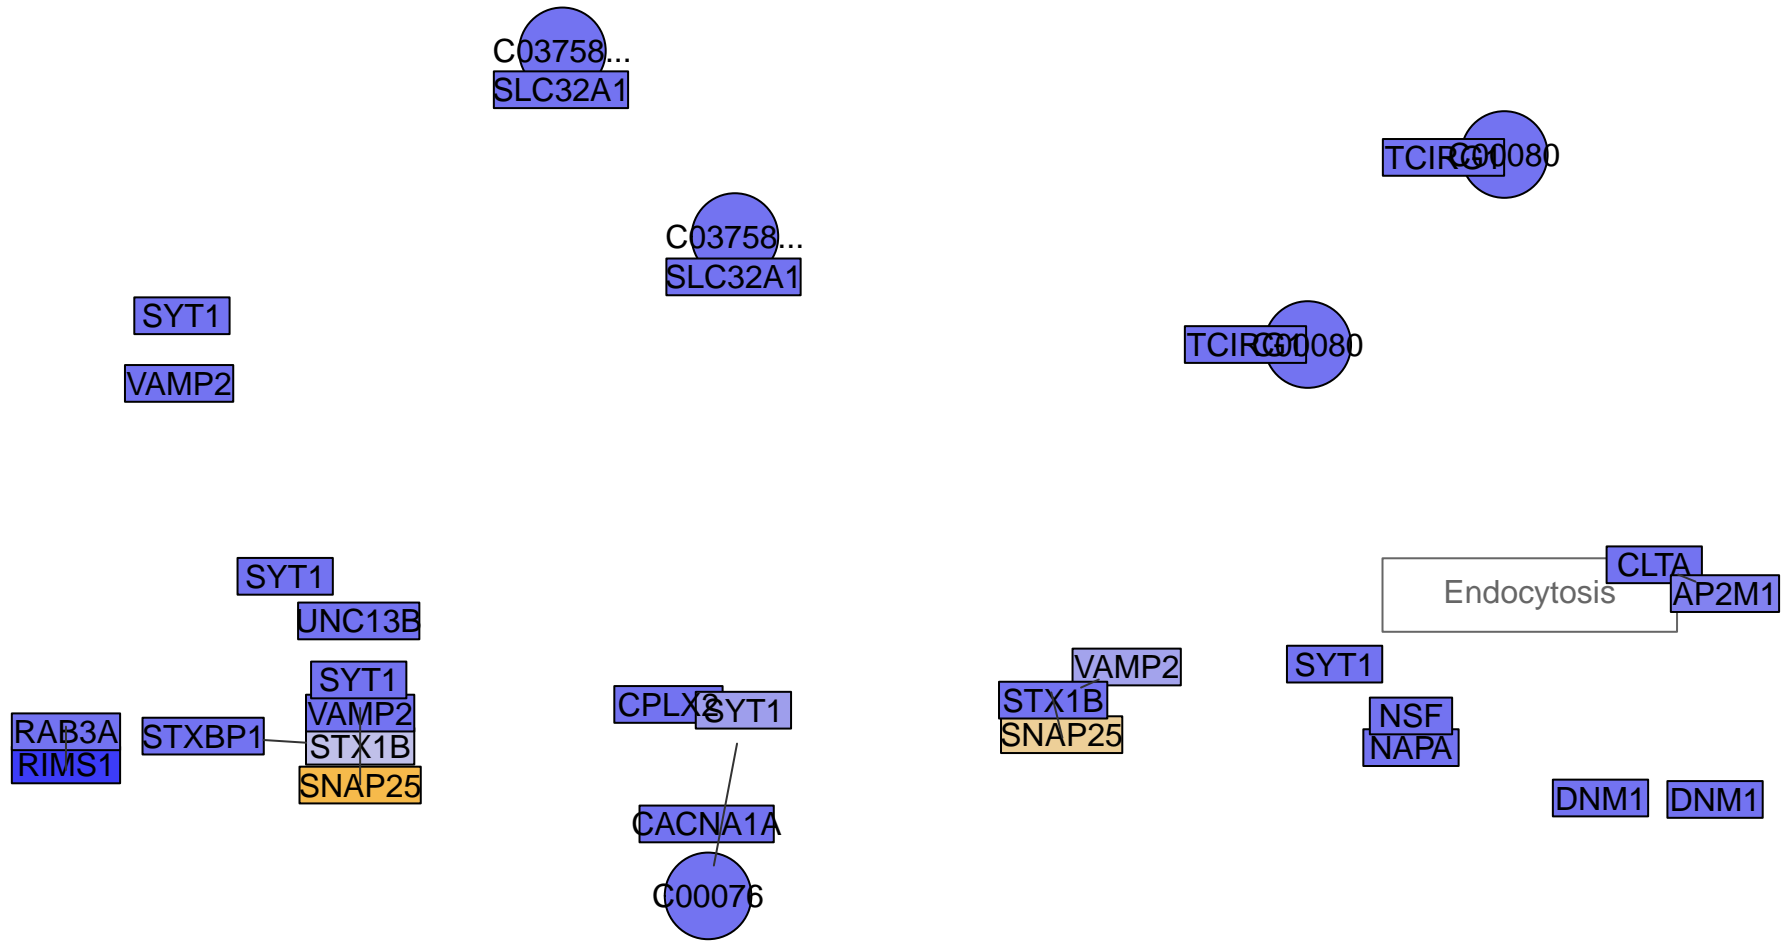 C03758...
SLC32A1
TCIRG1
C00080
C03758...
SLC32A1
SYT1
TCIRG1
C00080
VAMP2
SYT1
CLTA
Endocytosis
AP2M1
UNC13B
SYT1
VAMP2
SYT1
STX1B
SNAP25
CPLX2
SYT1
VAMP2
STX1B
SNAP25
NSF
NAPA
RAB3A
RIMS1
STXBP1
DNM1
DNM1
CACNA1A
C00076